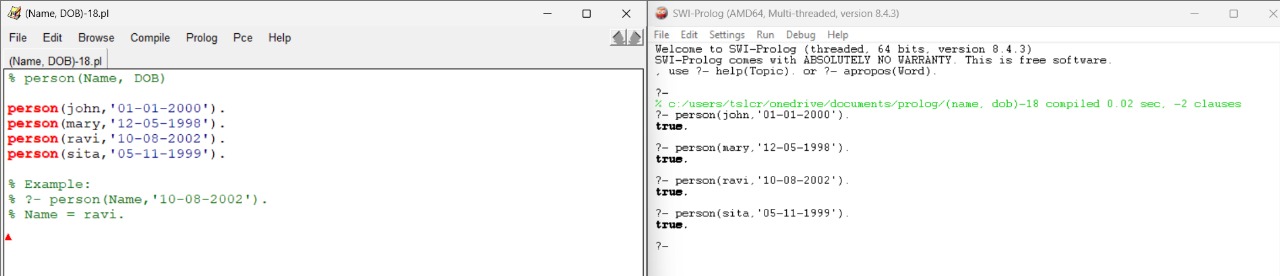 (Name, DOB)-18.pl
File Edit Browse Compile Prolog Pce Help
(Name, DOB)-18.pl
% person(Name, DOB)
person(john,'01-01-2000').
person(mary,'12-05-1998').
person(ravi,'10-08-2002').
person(sita,'05-11-1999').
% Example:
% ?- person(Name,'10-08-2002').
% Name = ravi.
SWI-Prolog (AMD64, Multi-threaded, version 8.4.3)
File Edit Settings Run Debug Help
Welcome to SWI-Prolog (threaded, 64 bits, version 8.4.3)
SWI-Prolog comes with ABSOLUTELY NO WARRANTY. This is free software.
, use ?- help(Topic). or ?- apropos(Word).
?-
% c:/users/tslcr/onedrive/documents/prolog/(name, dob)-18 compiled 0.02 sec, -2 clauses
?- person(john,'01-01-2000').
true.
?- person(mary,'12-05-1998').
true.
?- person(ravi,'10-08-2002').
true.
?- person(sita,'05-11-1999').
true.
?-